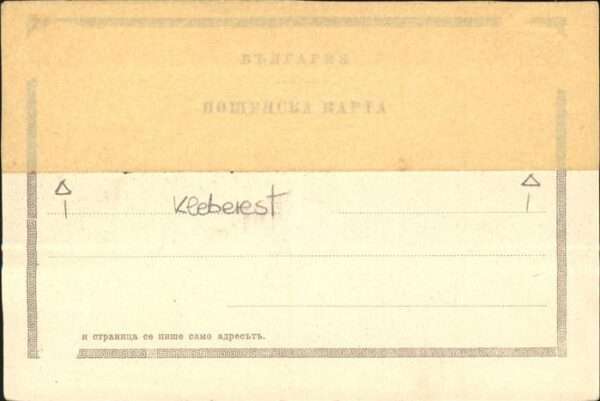 БЪЛГАРИЯ
ПОЩЕНСКА КАРТА
Kleberest
и страница се пише само адресътъ.